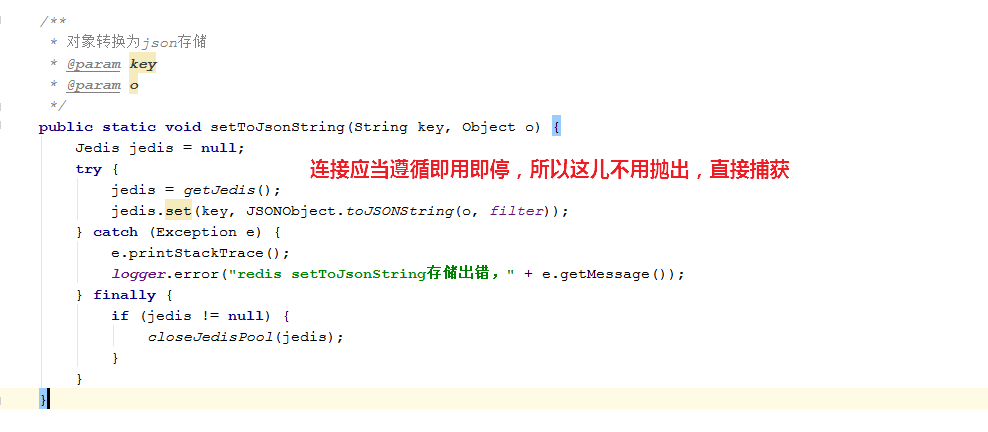 /**
 * 对象转换为json存储
 * @param key
 * @param o
 */
public static void setToJsonString(String key, Object o) {
    Jedis jedis = null;
    try { 连接应当遵循即用即停，所以这儿不用抛出，直接捕获
        jedis = getJedis();
        jedis.set(key, JSONObject.toJSONString(o, filter));
    } catch (Exception e) {
        e.printStackTrace();
        logger.error("redis setToJsonString存储出错，" + e.getMessage());
    } finally {
        if (jedis != null) {
            closeJedisPool(jedis);
        }
    }
}